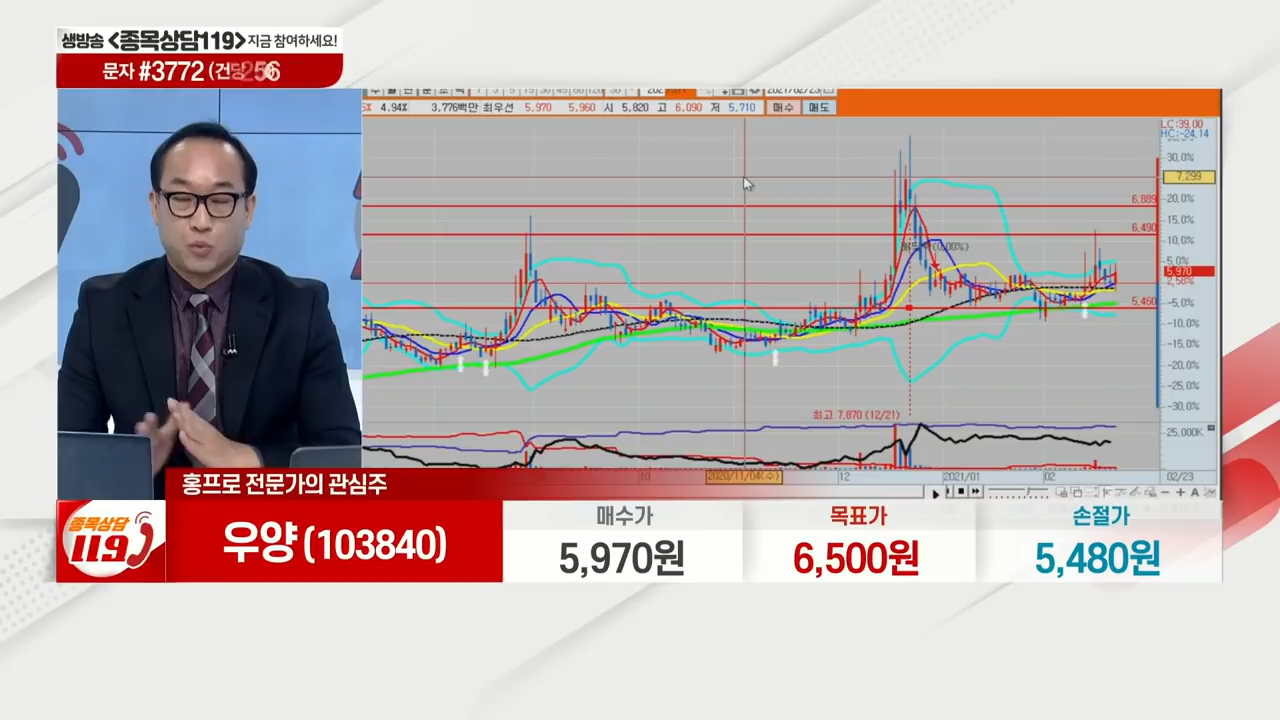 생방송 <종목상담119> 지금 참여하세요!
문자 #3772 (건당
4.94% 3,776백만 최우선 5,970 5,960 시 5,820 고 6,090 저 5,710 매수 매도
LC:39.00
HC:-24.14
30.0%
7,299
6,889
20.0%
15.0%
6,490
10.0%
5.0%
5,970
2.58%
5,460
-5.0%
-10.0%
-15.0%
-20.0%
-25.0%
-30.0%
최고 7,870 (12/21)
25,000K
10 2020/11/04(수) 12 2021/01 02 02/23
홍프로 전문가의 관심주
종목상담
119
우양 (103840)
매수가 목표가 손절가
5,970원 6,500원 5,480원